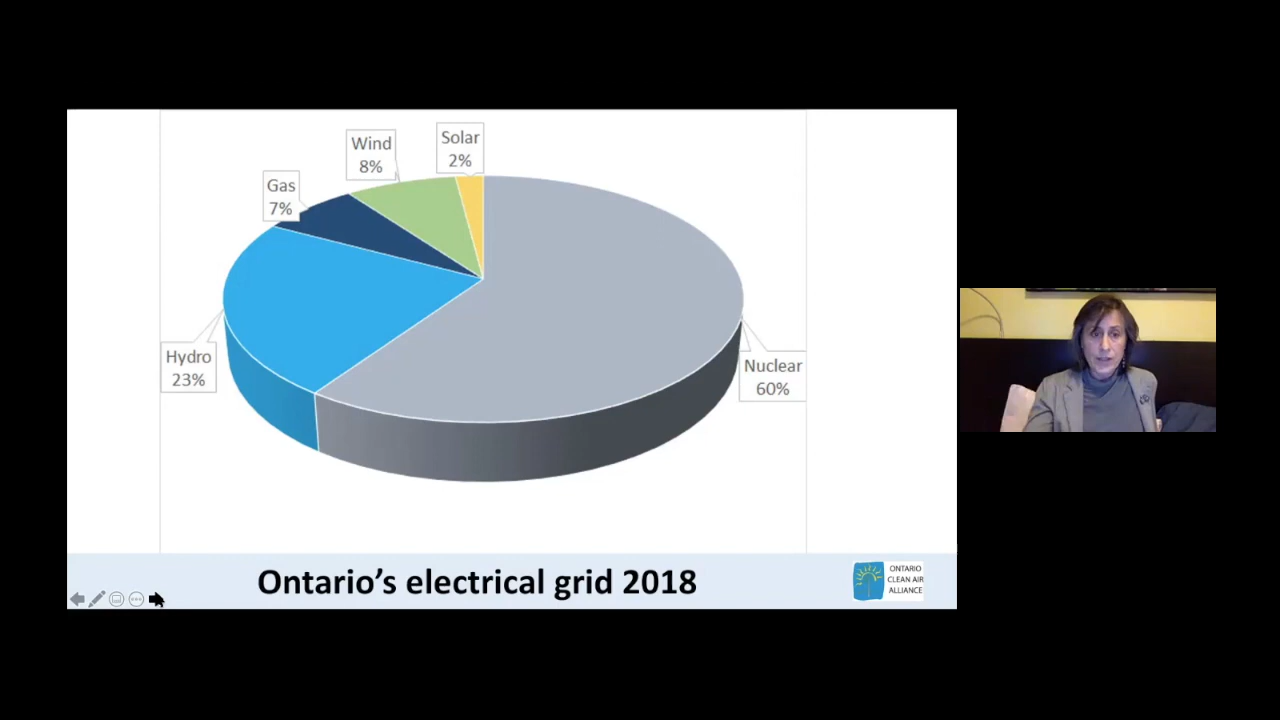 Solar
2%
Wind
8%
Gas
7%
Hydro
23%
Nuclear
60%
Ontario's electrical grid 2018
ONTARIO
CLEAN AIR
ALLIANCE